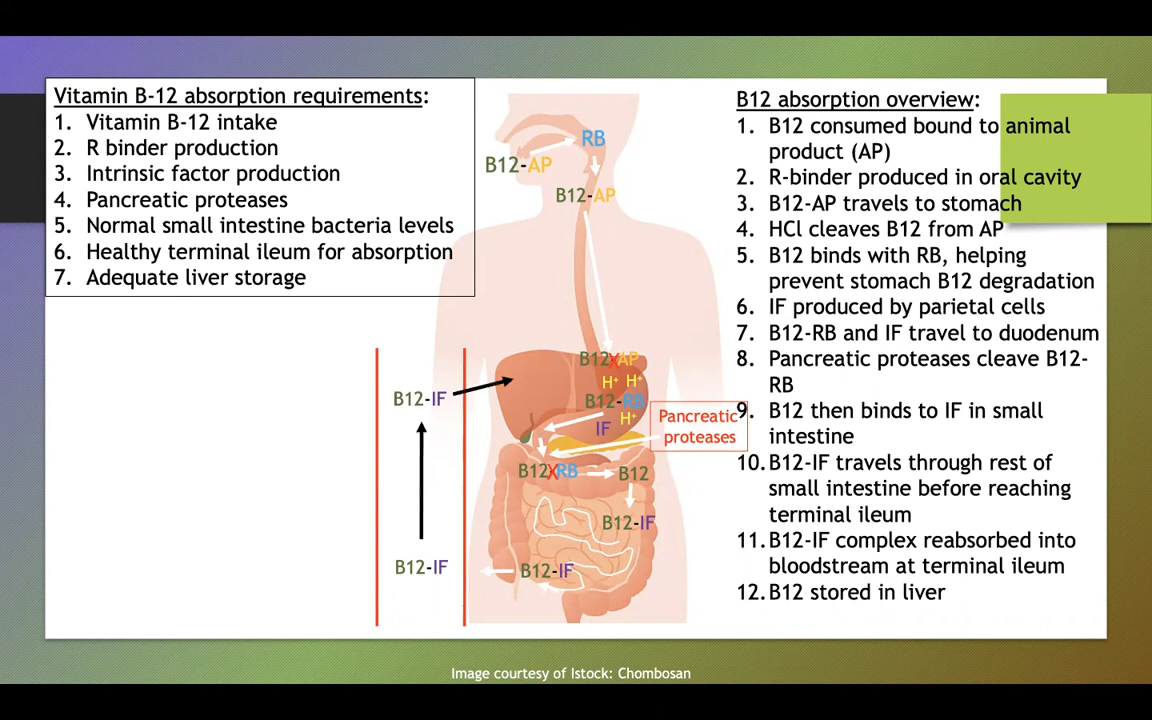 Vitamin B-12 absorption requirements:
1. Vitamin B-12 intake
2. R binder production
3. Intrinsic factor production
4. Pancreatic proteases
5. Normal small intestine bacteria levels
6. Healthy terminal ileum for absorption
7. Adequate liver storage
RB
B12-AP
B12-AP
B12XAP
H+ H+
B12-RB
H+
IF
Pancreatic
proteases
B12XRB
B12
B12-IF
B12-IF
B12-IF
B12-IF
B12 absorption overview:
1. B12 consumed bound to animal
product (AP)
2. R-binder produced in oral cavity
3. B12-AP travels to stomach
4. HCl cleaves B12 from AP
5. B12 binds with RB, helping
prevent stomach B12 degradation
6. IF produced by parietal cells
7. B12-RB and IF travel to duodenum
8. Pancreatic proteases cleave B12-
RB
9. B12 then binds to IF in small
intestine
10. B12-IF travels through rest of
small intestine before reaching
terminal ileum
11. B12-IF complex reabsorbed into
bloodstream at terminal ileum
12. B12 stored in liver
Image courtesy of Istock: Chombosan